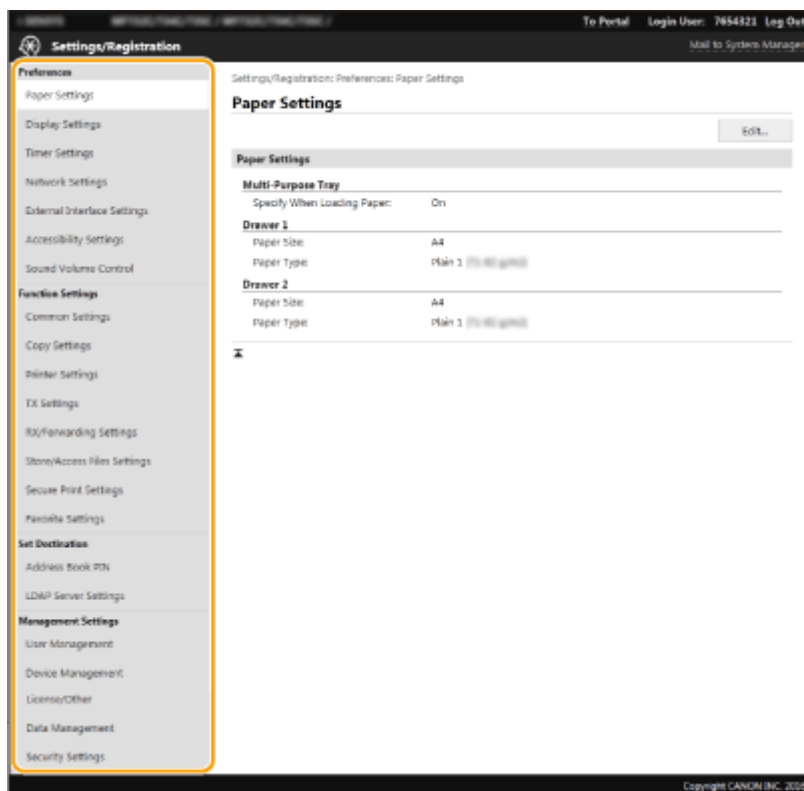 To Portal Login User: 7654321 Log Out
Settings/Registration
Mail to System Manager
Preferences
Paper Settings
Display Settings
Timer Settings
Network Settings
External Interface Settings
Accessibility Settings
Sound Volume Control
Function Settings
Common Settings
Copy Settings
Printer Settings
TX Settings
RX/Forwarding Settings
Store/Access Files Settings
Secure Print Settings
Favorite Settings
Set Destination
Address Book PIN
LDAP Server Settings
Management Settings
User Management
Device Management
License/Other
Data Management
Security Settings
Settings/Registration: Preferences: Paper Settings
Paper Settings
Edit...
Paper Settings
Multi-Purpose Tray
Specify When Loading Paper: On
Drawer 1
Paper Size: A4
Paper Type: Plain 1
Drawer 2
Paper Size: A4
Paper Type: Plain 1
Copyright CANON INC.